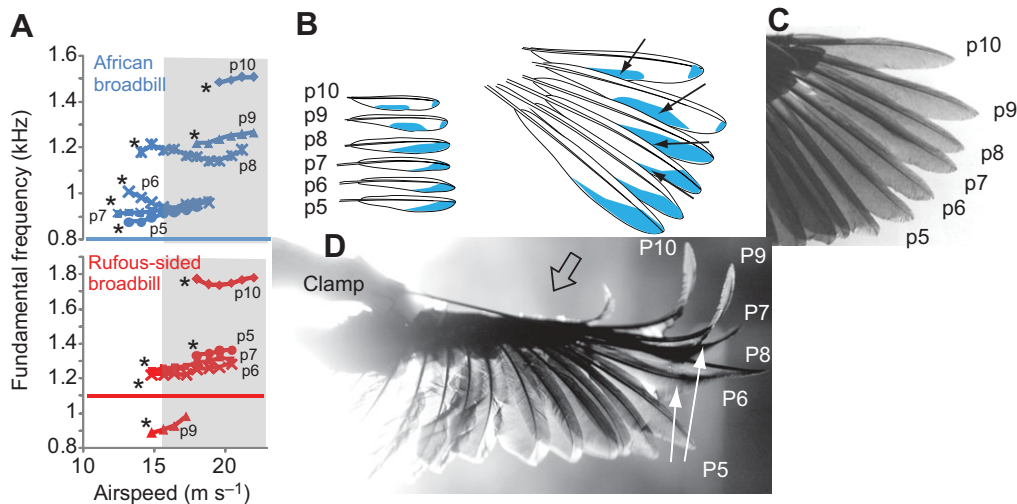 A
Fundamental frequency (kHz)
1.6
1.4
1.2
1
0.8
African
broadbill
p10
*
p9
*
*
p8
p6
*
p7
*
p5
*
Rufous-sided
broadbill
1.8
1.6
1.4
1.2
1
0.8
p10
*
p5
*
p7
*
p6
*
p9
*
10 15 20
Airspeed (m s–1)
B
p10
p9
p8
p7
p6
p5
C
p10
p9
p8
p7
p6
p5
D
Clamp
P10
P9
P7
P8
P6
P5